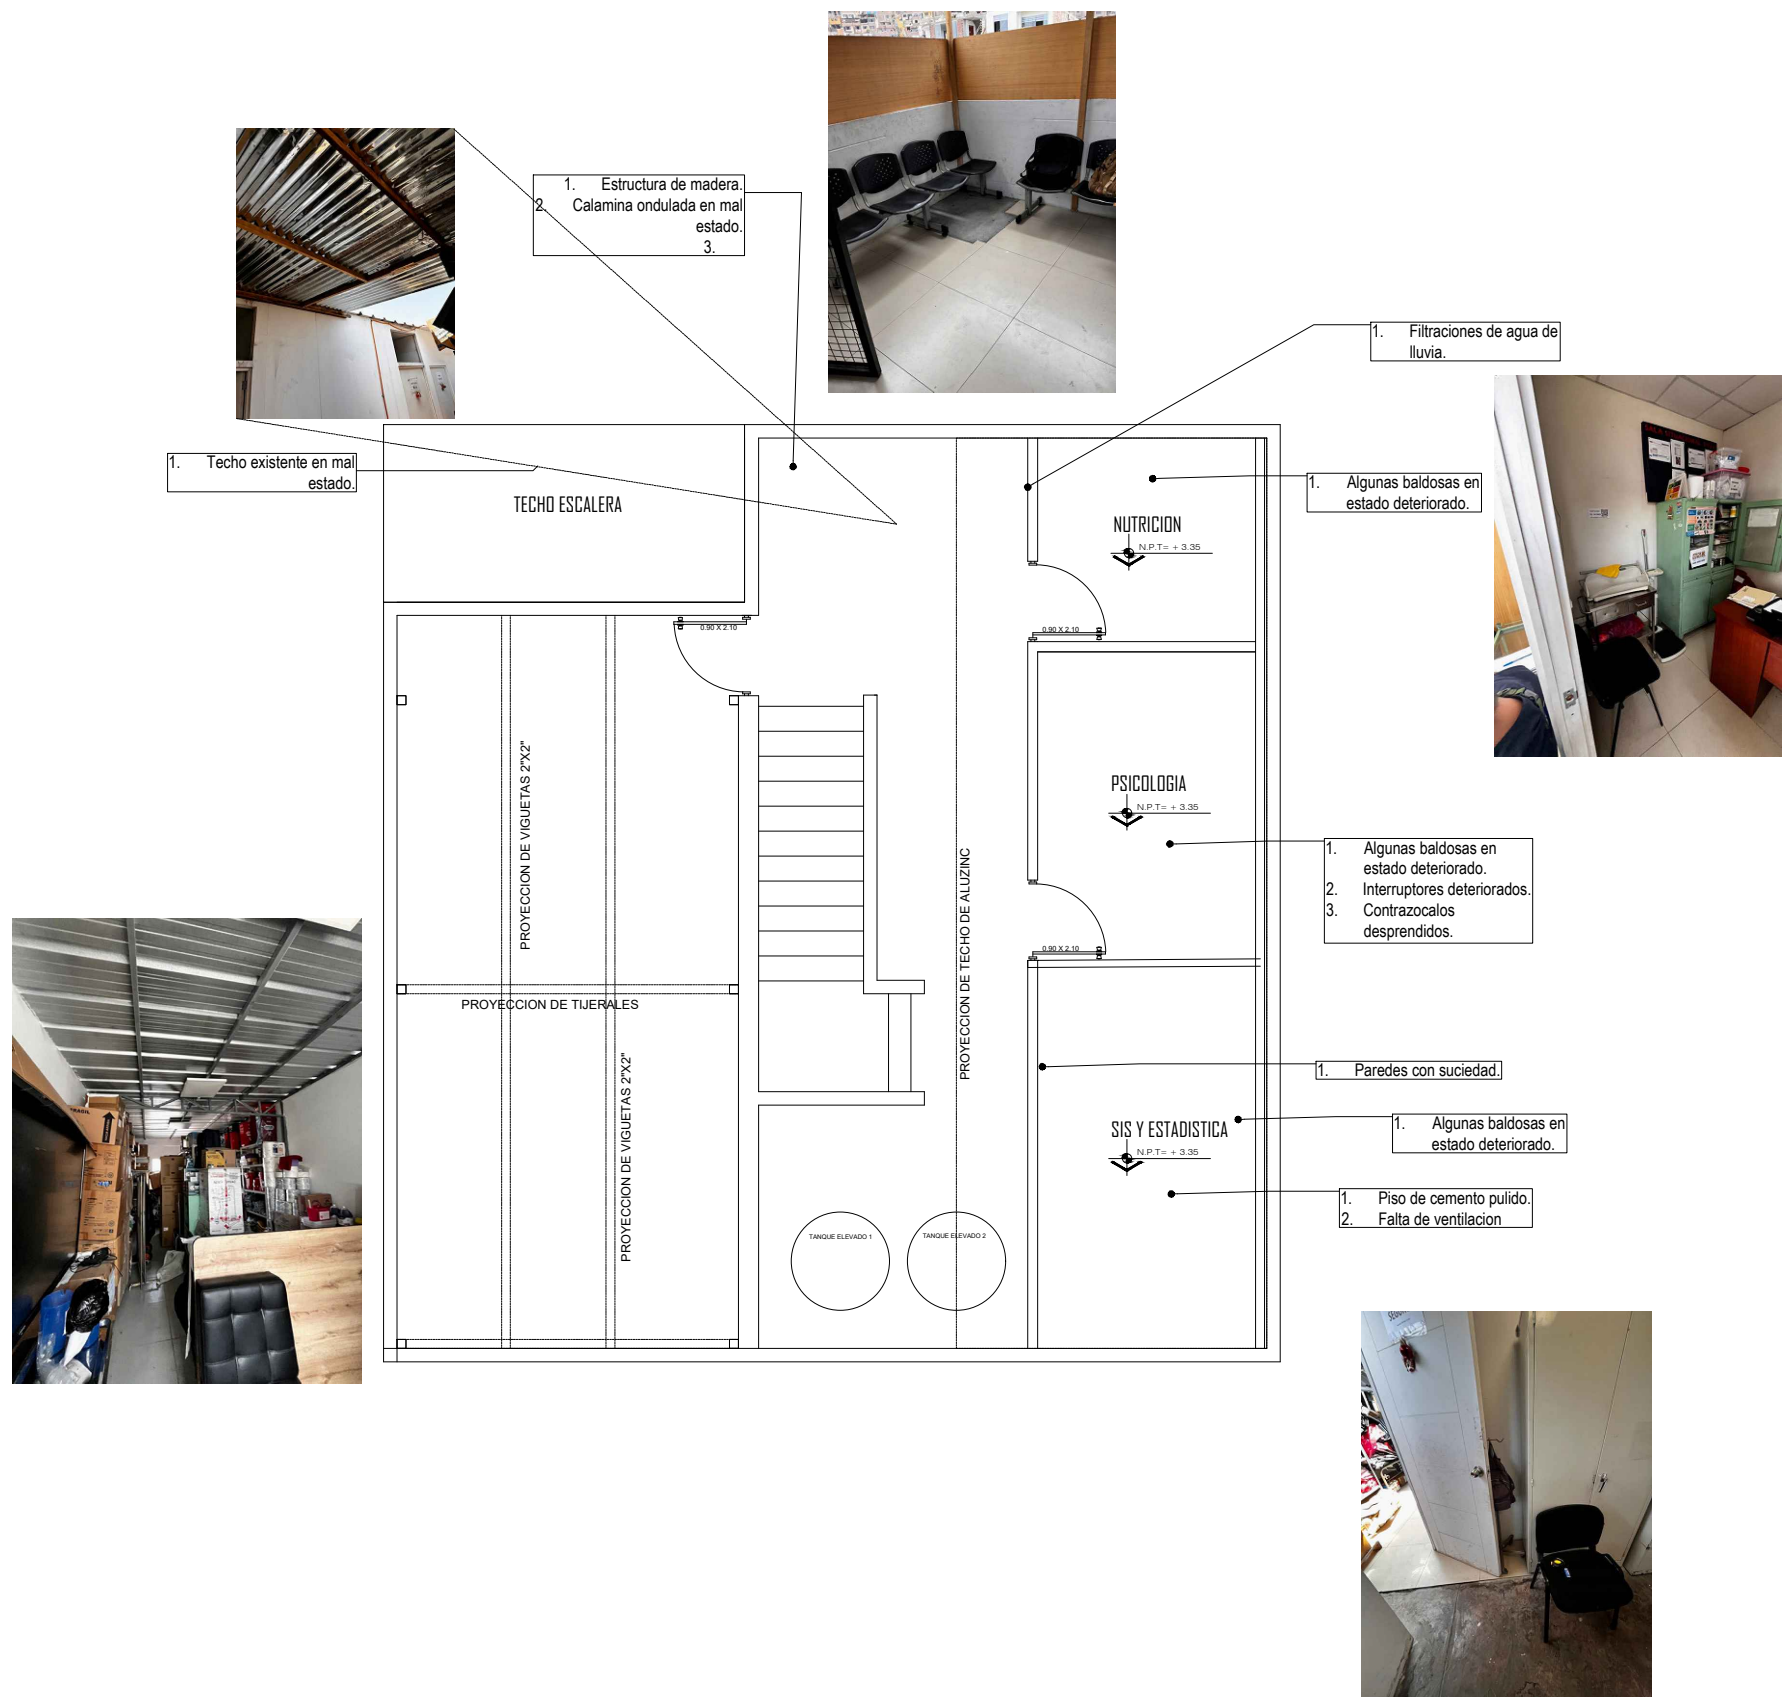 1. Estructura de madera.
2. Calamina ondulada en mal
estado.
3.
1. Filtraciones de agua de
lluvia.
1. Techo existente en mal
estado.
TECHO ESCALERA
1. Algunas baldosas en
estado deteriorado.
NUTRICION
N.P.T= + 3.35
0.90 X 2.10
0.90 X 2.10
PROYECCION DE VIGUETAS 2"X2"
PSICOLOGIA
N.P.T= + 3.35
1. Algunas baldosas en
estado deteriorado.
2. Interruptores deteriorados.
3. Contrazocalos
desprendidos.
PROYECCION DE TECHO DE ALUZINC
0.90 X 2.10
PROYECCION DE TIJERALES
PROYECCION DE VIGUETAS 2"X2"
1. Paredes con suciedad.
SIS Y ESTADISTICA
N.P.T= + 3.35
1. Algunas baldosas en
estado deteriorado.
1. Piso de cemento pulido.
2. Falta de ventilacion
TANQUE ELEVADO 1
TANQUE ELEVADO 2